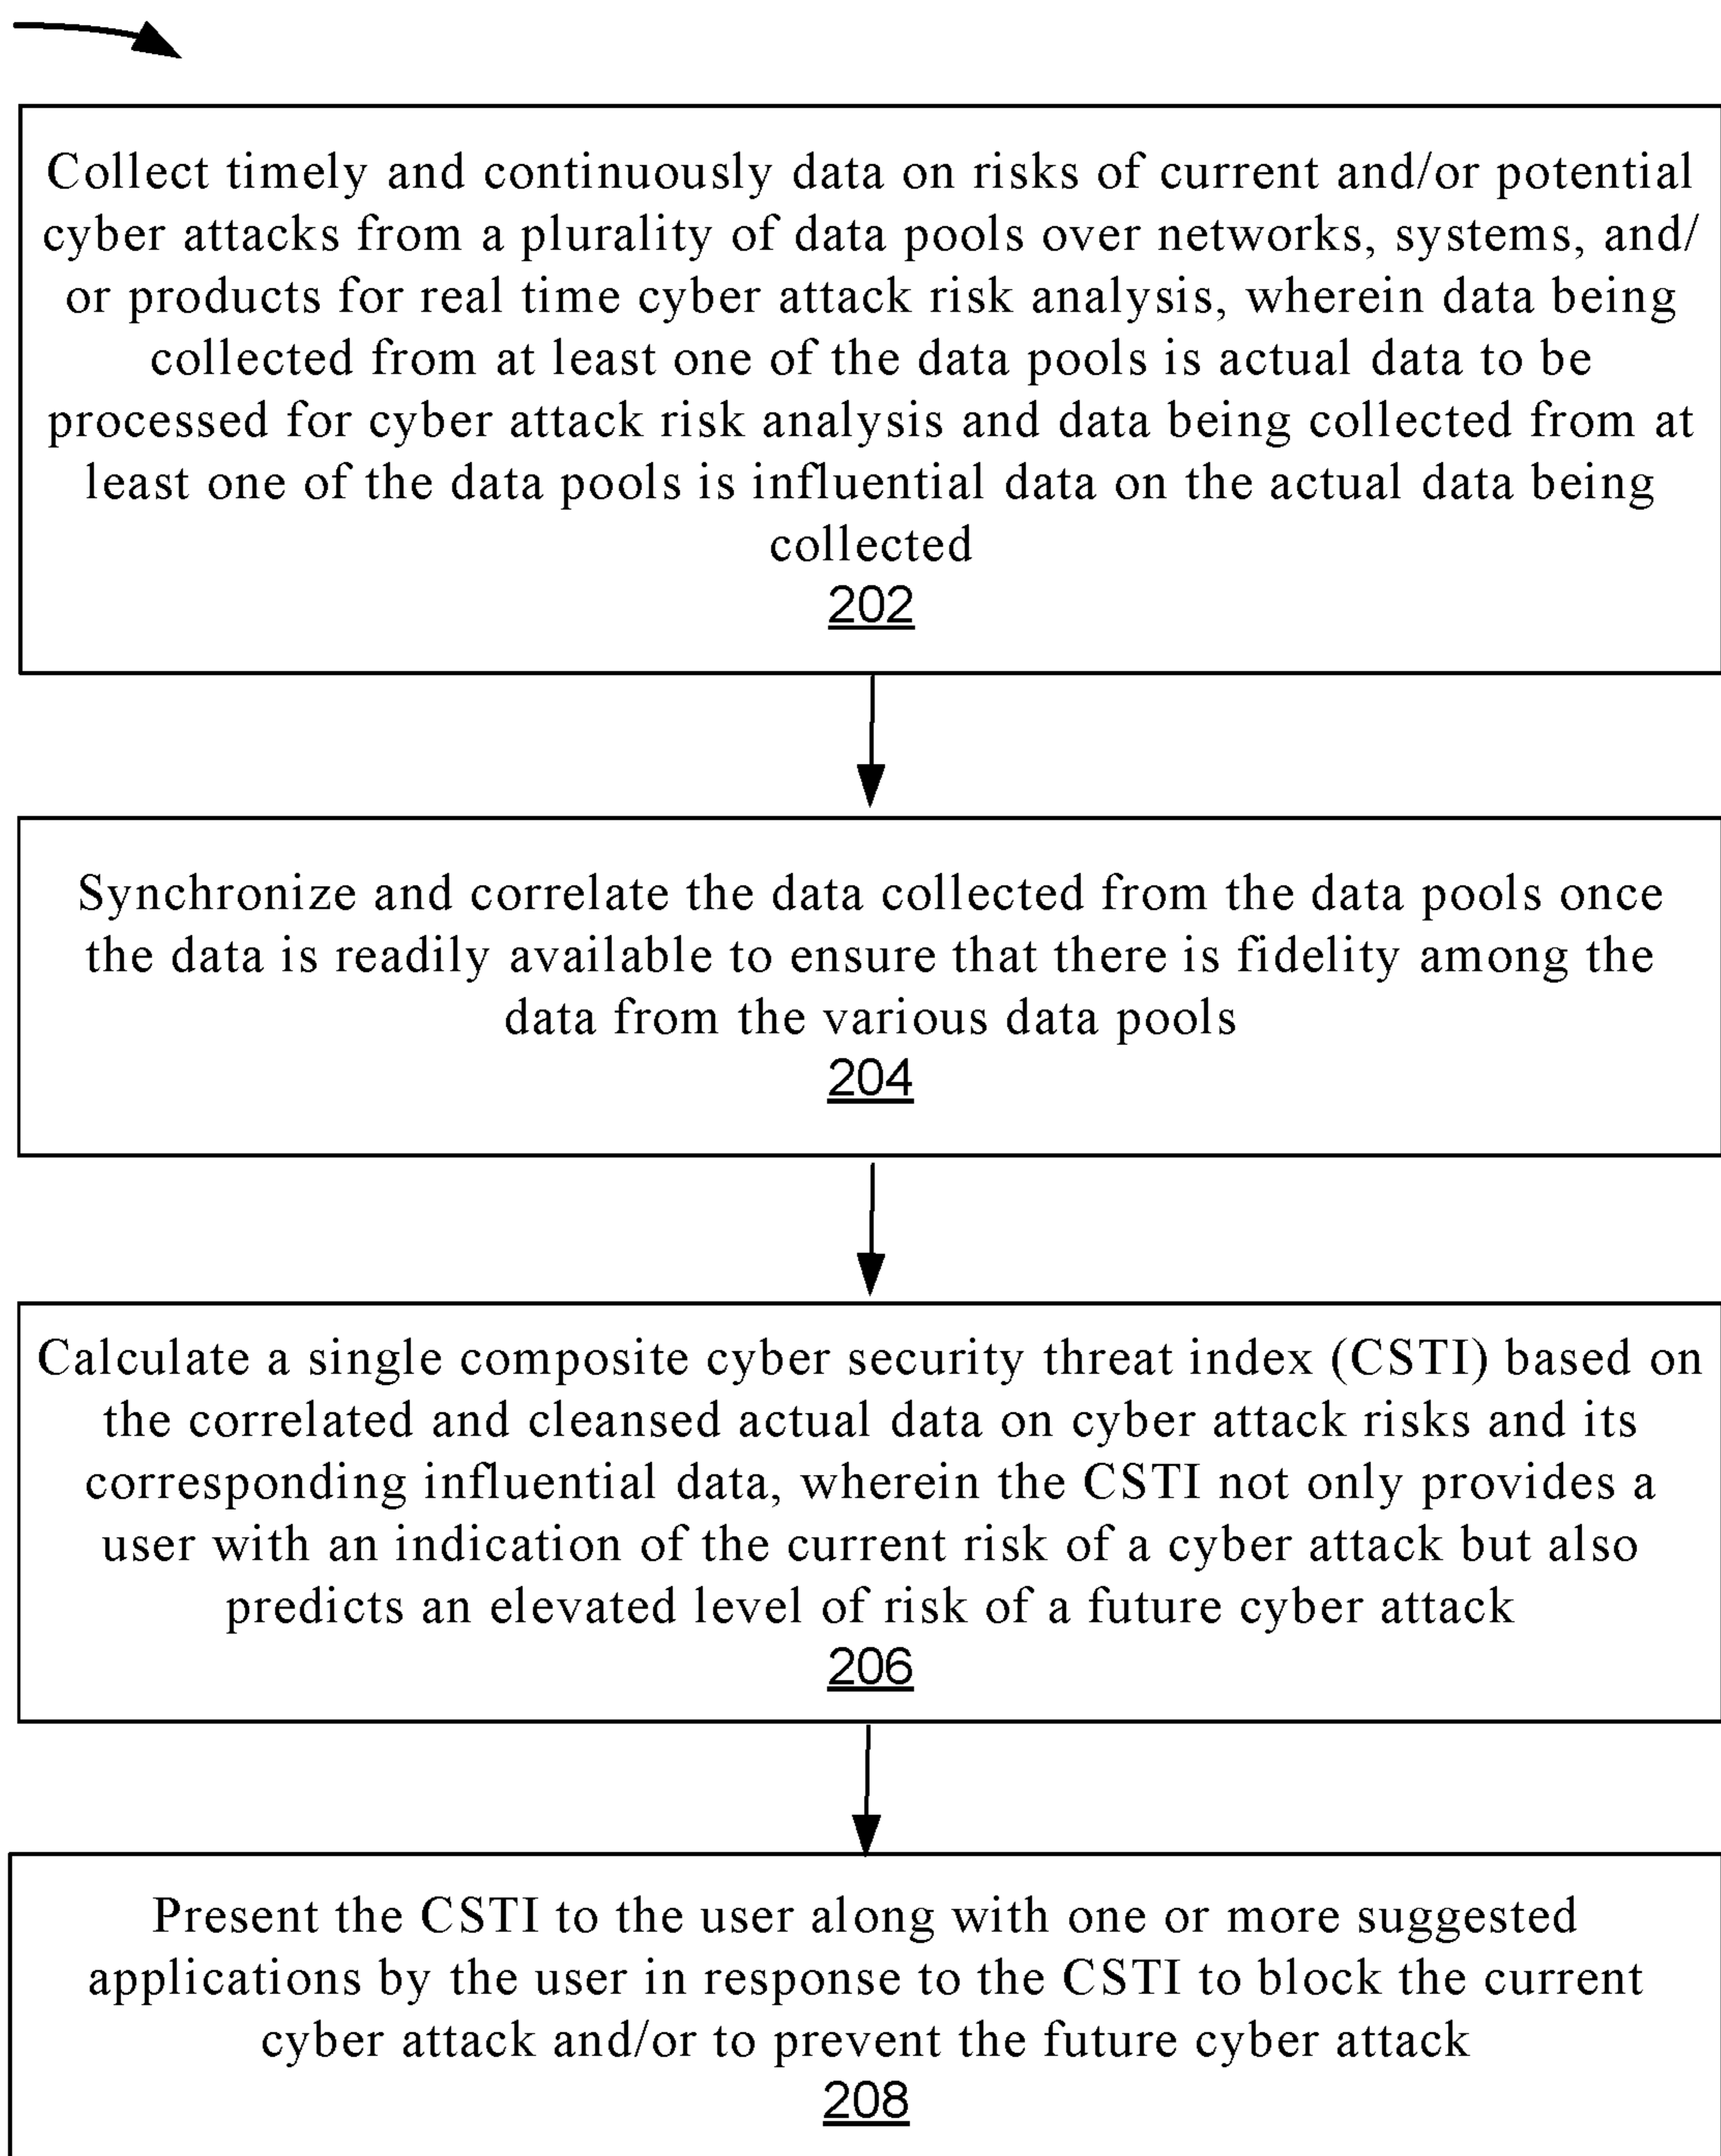 Collect timely and continuously data on risks of current and/or potential
cyber attacks from a plurality of data pools over networks, systems, and/
or products for real time cyber attack risk analysis, wherein data being
collected from at least one of the data pools is actual data to be
processed for cyber attack risk analysis and data being collected from at
least one of the data pools is influential data on the actual data being
collected
202
Synchronize and correlate the data collected from the data pools once
the data is readily available to ensure that there is fidelity among the
data from the various data pools
204
Calculate a single composite cyber security threat index (CSTI) based on
the correlated and cleansed actual data on cyber attack risks and its
corresponding influential data, wherein the CSTI not only provides a
user with an indication of the current risk of a cyber attack but also
predicts an elevated level of risk of a future cyber attack
206
Present the CSTI to the user along with one or more suggested
applications by the user in response to the CSTI to block the current
cyber attack and/or to prevent the future cyber attack
208